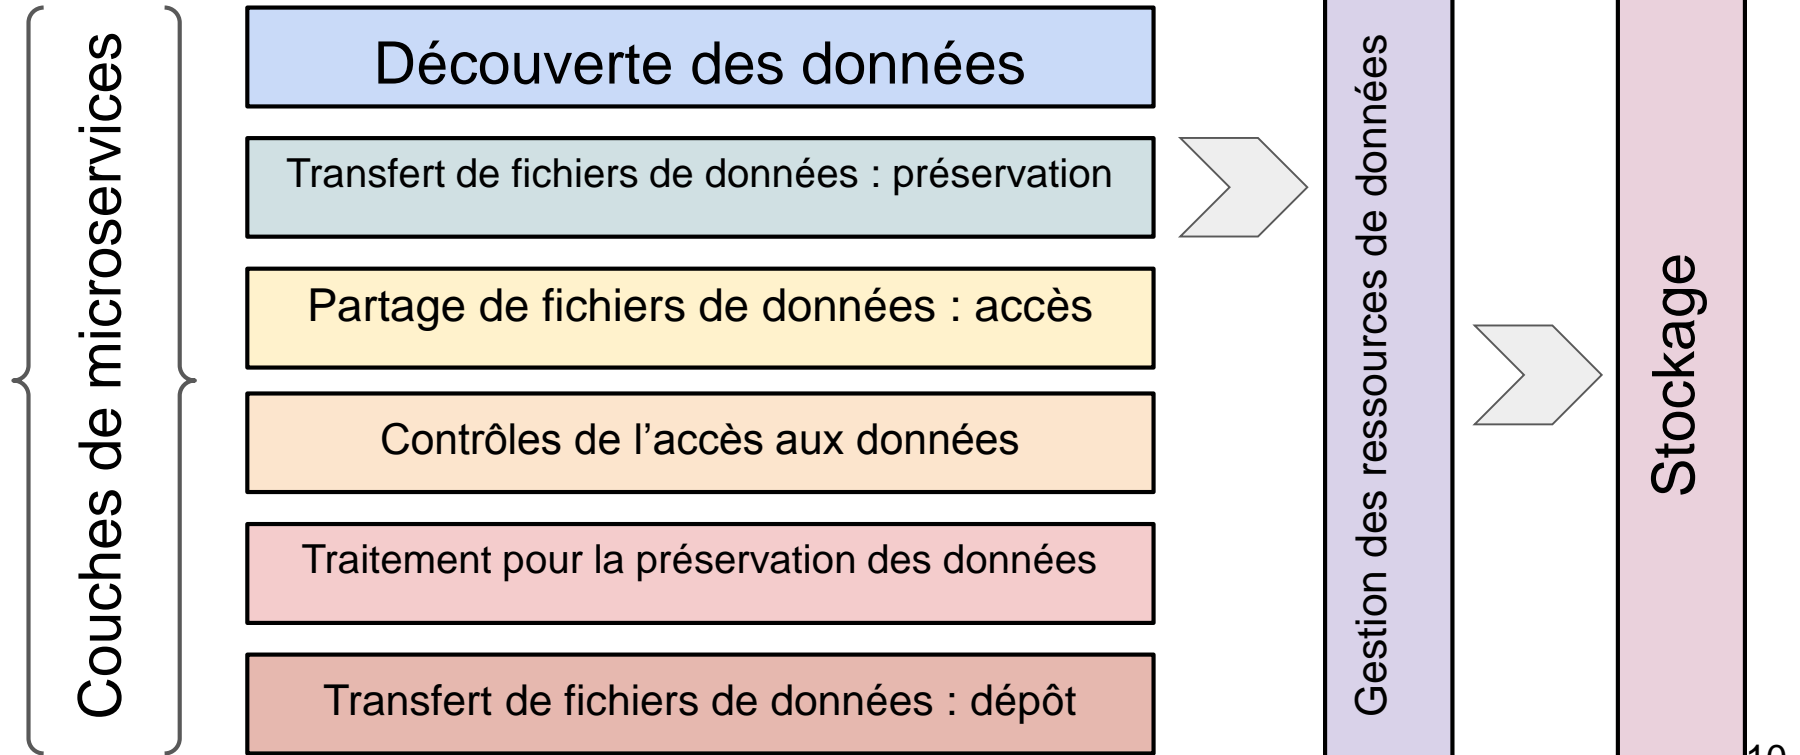 Couches de microservices
Découverte des données
Transfert de fichiers de données : préservation
Partage de fichiers de données : accès
Contrôles de l’accès aux données
Traitement pour la préservation des données
Transfert de fichiers de données : dépôt
Gestion des ressources de données
Stockage
10